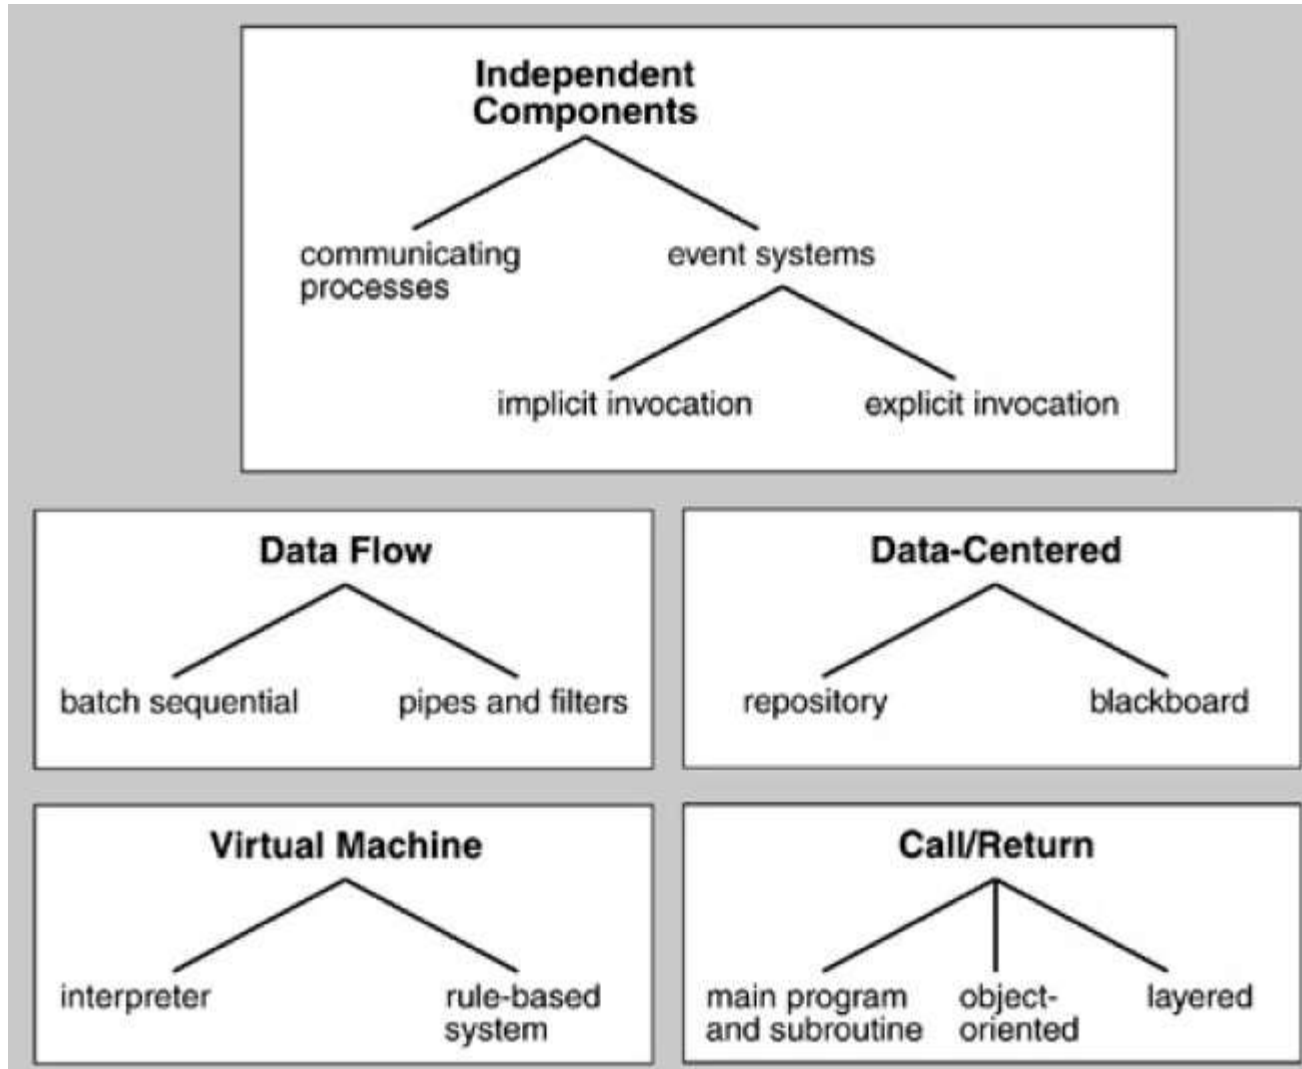 Independent
Components
communicating
processes
event systems
implicit invocation
explicit invocation
Data Flow
batch sequential
pipes and filters
Data-Centered
repository
blackboard
Virtual Machine
interpreter
rule-based
system
Call/Return
main program
and subroutine
object-
oriented
layered